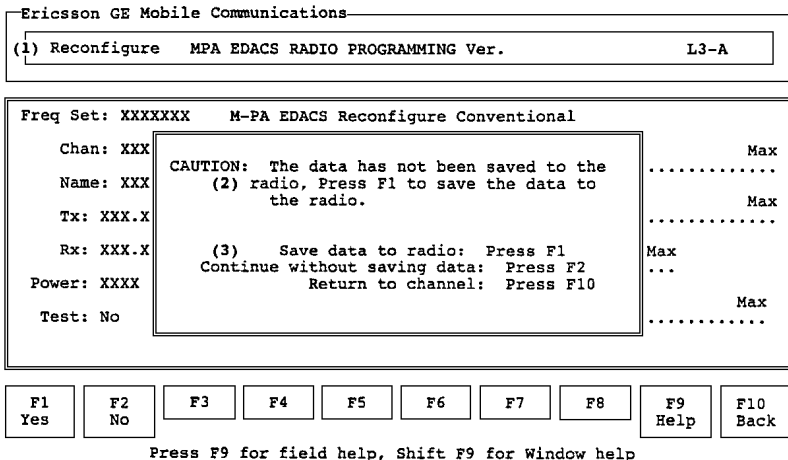 Ericsson GE Mobile Communications
(1) Reconfigure MPA EDACS RADIO PROGRAMMING Ver. L3-A
Freq Set: XXXXXXX M-PA EDACS Reconfigure Conventional
Chan: XXX
Name: XXX
Tx: XXX.X
Rx: XXX.X
Power: XXXX
Test: No
CAUTION: The data has not been saved to the
(2) radio, Press F1 to save the data to
the radio.
(3) Save data to radio: Press F1
Continue without saving data: Press F2
Return to channel: Press F10
Max
.............
Max
.............
Max
...
Max
............
F1 Yes
F2 No
F3
F4
F5
F6
F7
F8
F9 Help
F10 Back
Press F9 for field help, Shift F9 for Window help